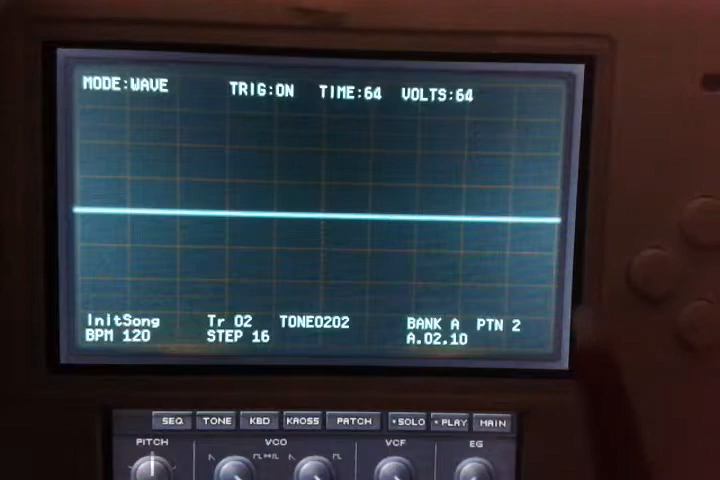 MODE:WAVE TRIG:ON TIME:64 VOLTS:64
InitSong Tr 02 TONE0202 BANK A PTN 2
BPM 120 STEP 16 A.02.10
SEQ TONE KBD KAOSS PATCH SOLO PLAY MAIN
PITCH VCO VCF EG